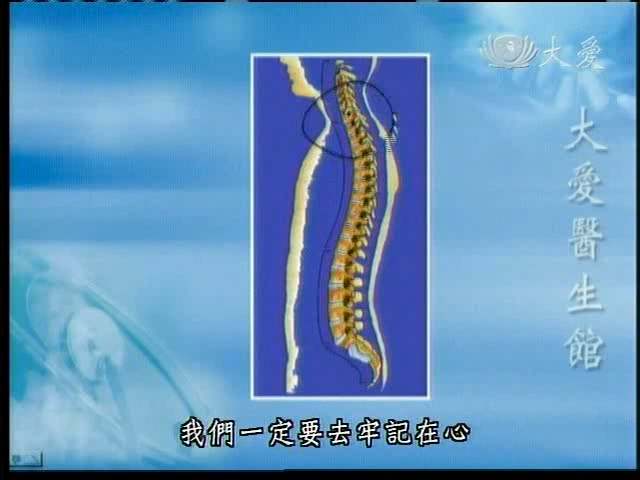 大愛
大愛醫生館
我們一定要去牢記在心